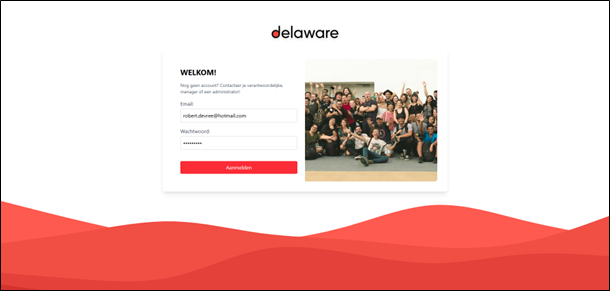 delaware
WELKOM!
Nog geen account? Contacteer je verantwoordelijke,
manager of een administrator!
Email:
robert.devree@hotmail.com
Wachtwoord:
•••••••••
Aanmelden